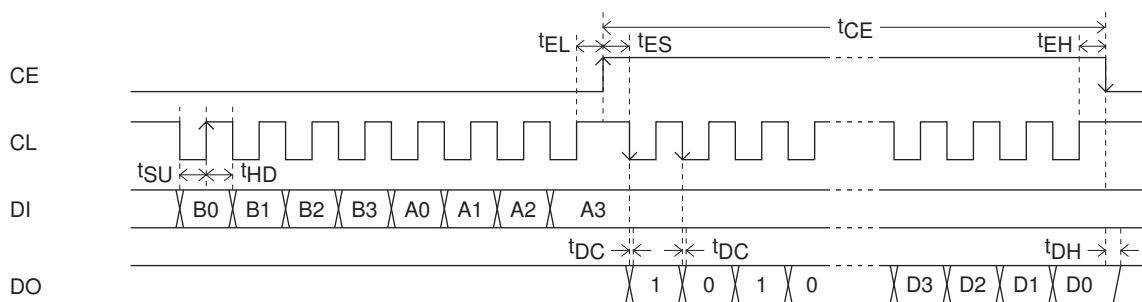 tCE
tEL tES tEH
CE
CL
tSU tHD
DI B0 B1 B2 B3 A0 A1 A2 A3
tDC tDC tDH
DO 1 0 1 0 D3 D2 D1 D0